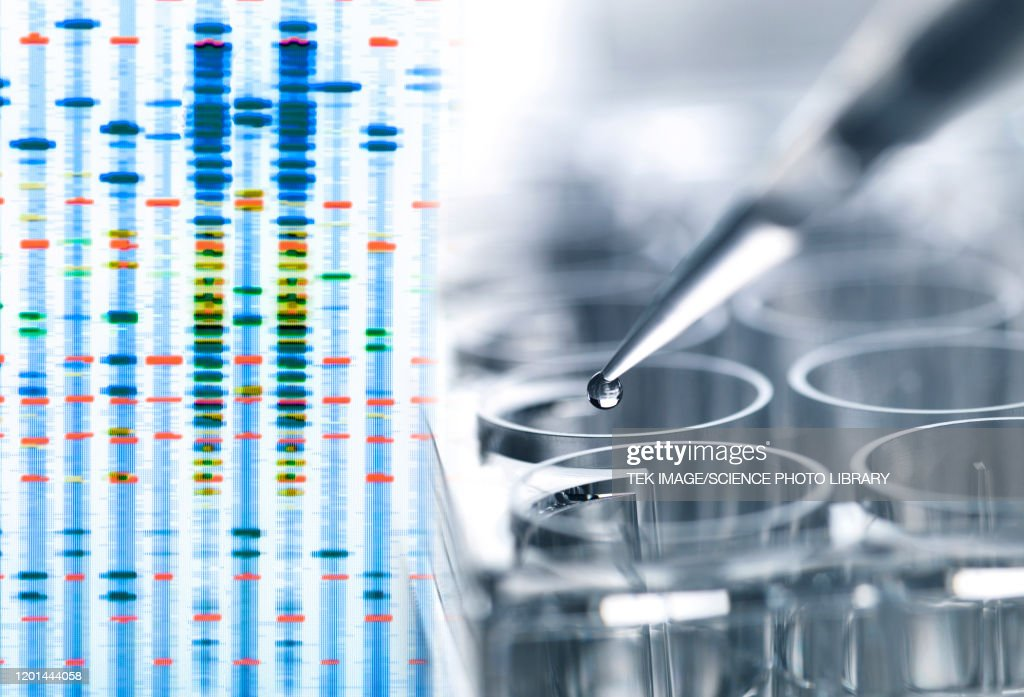 gettyimages®
TEK IMAGE/SCIENCE PHOTO LIBRARY
1201444058